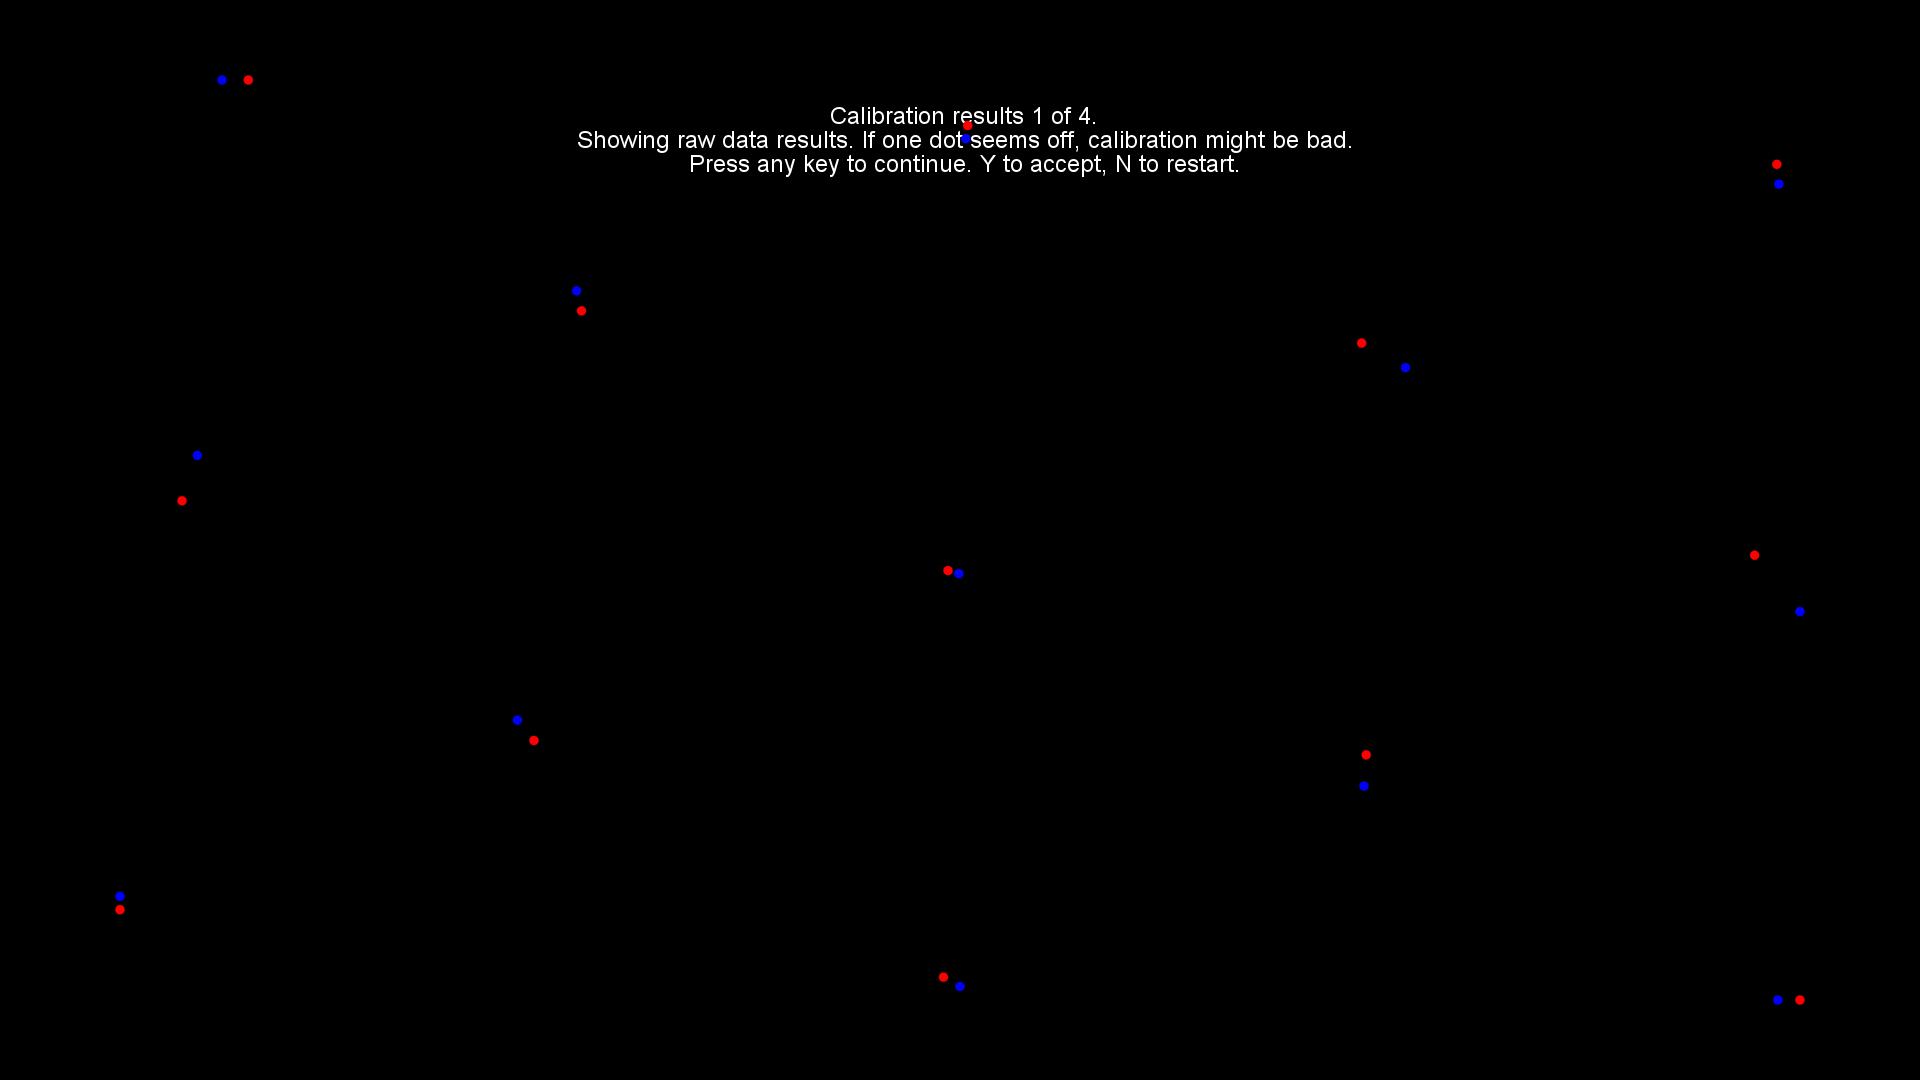 Calibration results 1 of 4.
Showing raw data results. If one dot seems off, calibration might be bad.
Press any key to continue. Y to accept, N to restart.